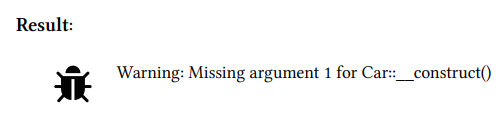 Result:
Warning: Missing argument 1 for Car::__construct()